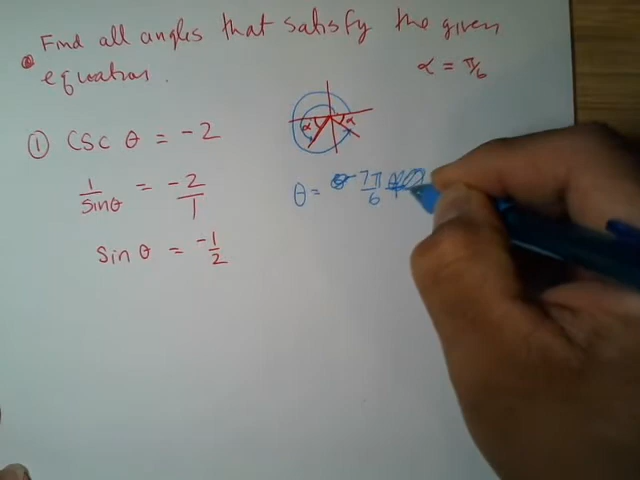 Find all angles that satisfy the given
equation.
α = π/6
① csc θ = -2
α α
1/sinθ = -2/1
θ = 7π/6
sin θ = -1/2